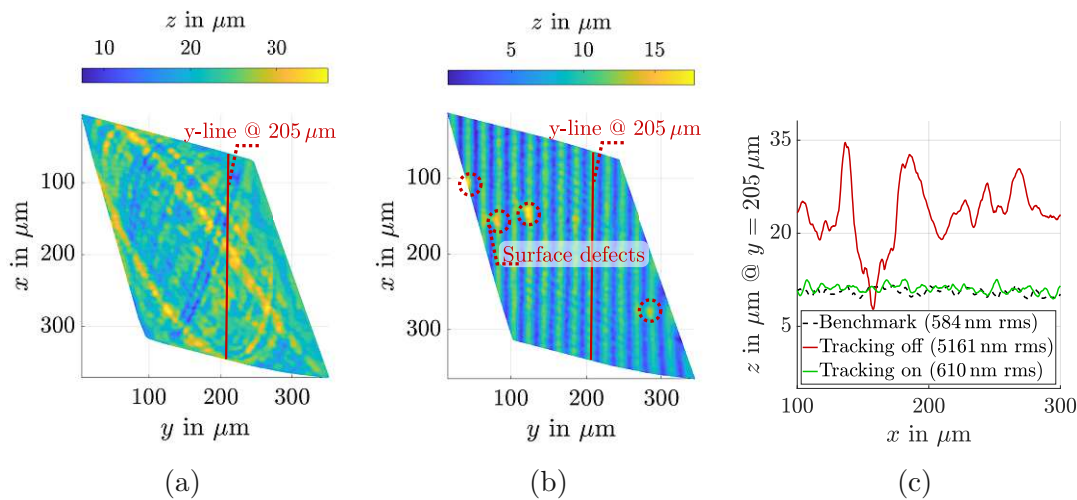 z in μm
10 20 30
y-line @ 205 μm
100
200
300
x in μm
100 200 300
y in μm
(a)
z in μm
5 10 15
y-line @ 205 μm
Surface defects
100
200
300
x in μm
100 200 300
y in μm
(b)
z in μm @ y = 205 μm
35
20
5
Benchmark (584 nm rms)
Tracking off (5161 nm rms)
Tracking on (610 nm rms)
100 200 300
x in μm
(c)